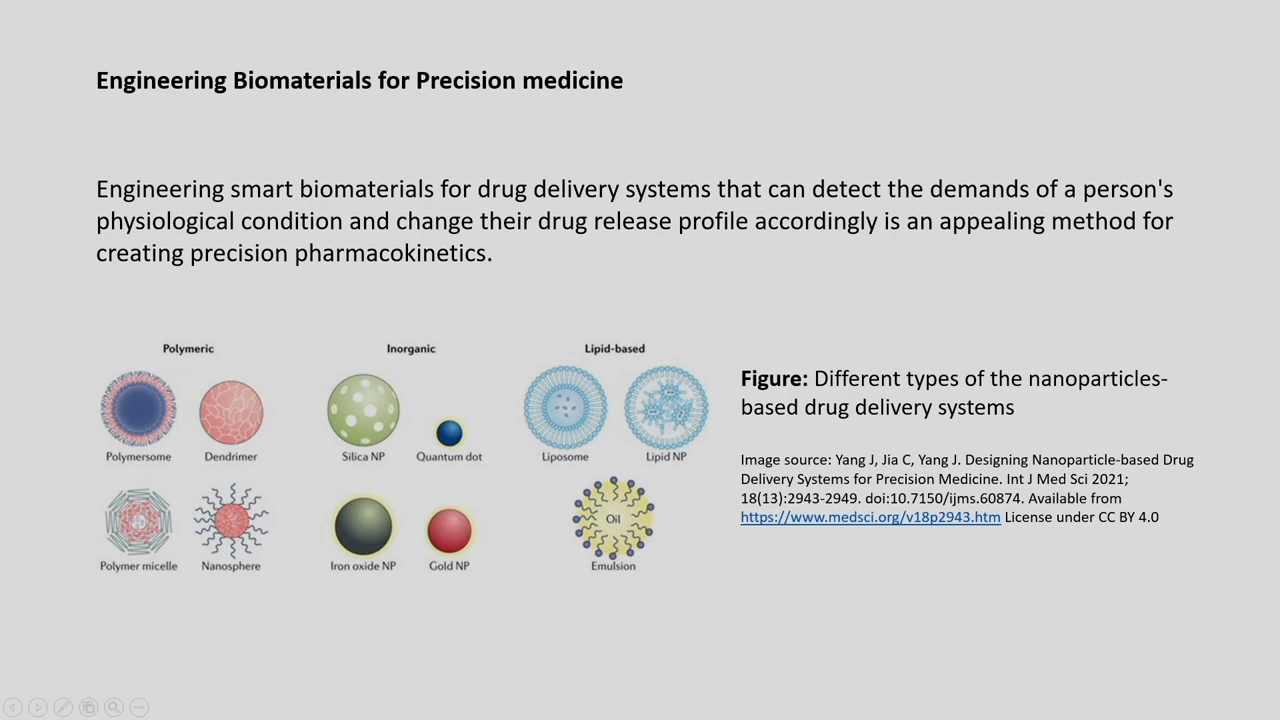 Engineering Biomaterials for Precision medicine
Engineering smart biomaterials for drug delivery systems that can detect the demands of a person's
physiological condition and change their drug release profile accordingly is an appealing method for
creating precision pharmacokinetics.
Polymeric
Inorganic
Lipid-based
Polymersome
Dendrimer
Silica NP
Quantum dot
Liposome
Lipid NP
Oil
Polymer micelle
Nanosphere
Iron oxide NP
Gold NP
Emulsion
Figure: Different types of the nanoparticles-
based drug delivery systems
Image source: Yang J, Jia C, Yang J. Designing Nanoparticle-based Drug
Delivery Systems for Precision Medicine. Int J Med Sci 2021;
18(13):2943-2949. doi:10.7150/ijms.60874. Available from
https://www.medsci.org/v18p2943.htm License under CC BY 4.0